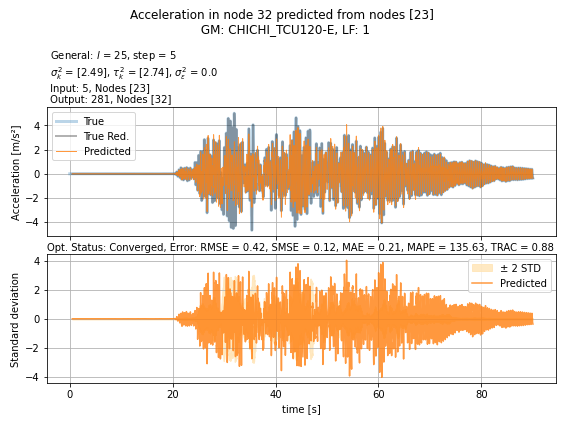 Acceleration in node 32 predicted from nodes [23]
GM: CHICHI_TCU120-E, LF: 1
General: l = 25, step = 5
σ²ₖ = [2.49], τ²ₖ = [2.74], σ²ε = 0.0
Input: 5, Nodes [23]
Output: 281, Nodes [32]
True
True Red.
Predicted
Acceleration [m/s²]
4
2
0
−2
−4
Opt. Status: Converged, Error: RMSE = 0.42, SMSE = 0.12, MAE = 0.21, MAPE = 135.63, TRAC = 0.88
± 2 STD
Predicted
Standard deviation
4
2
0
−2
−4
0 20 40 60 80
time [s]